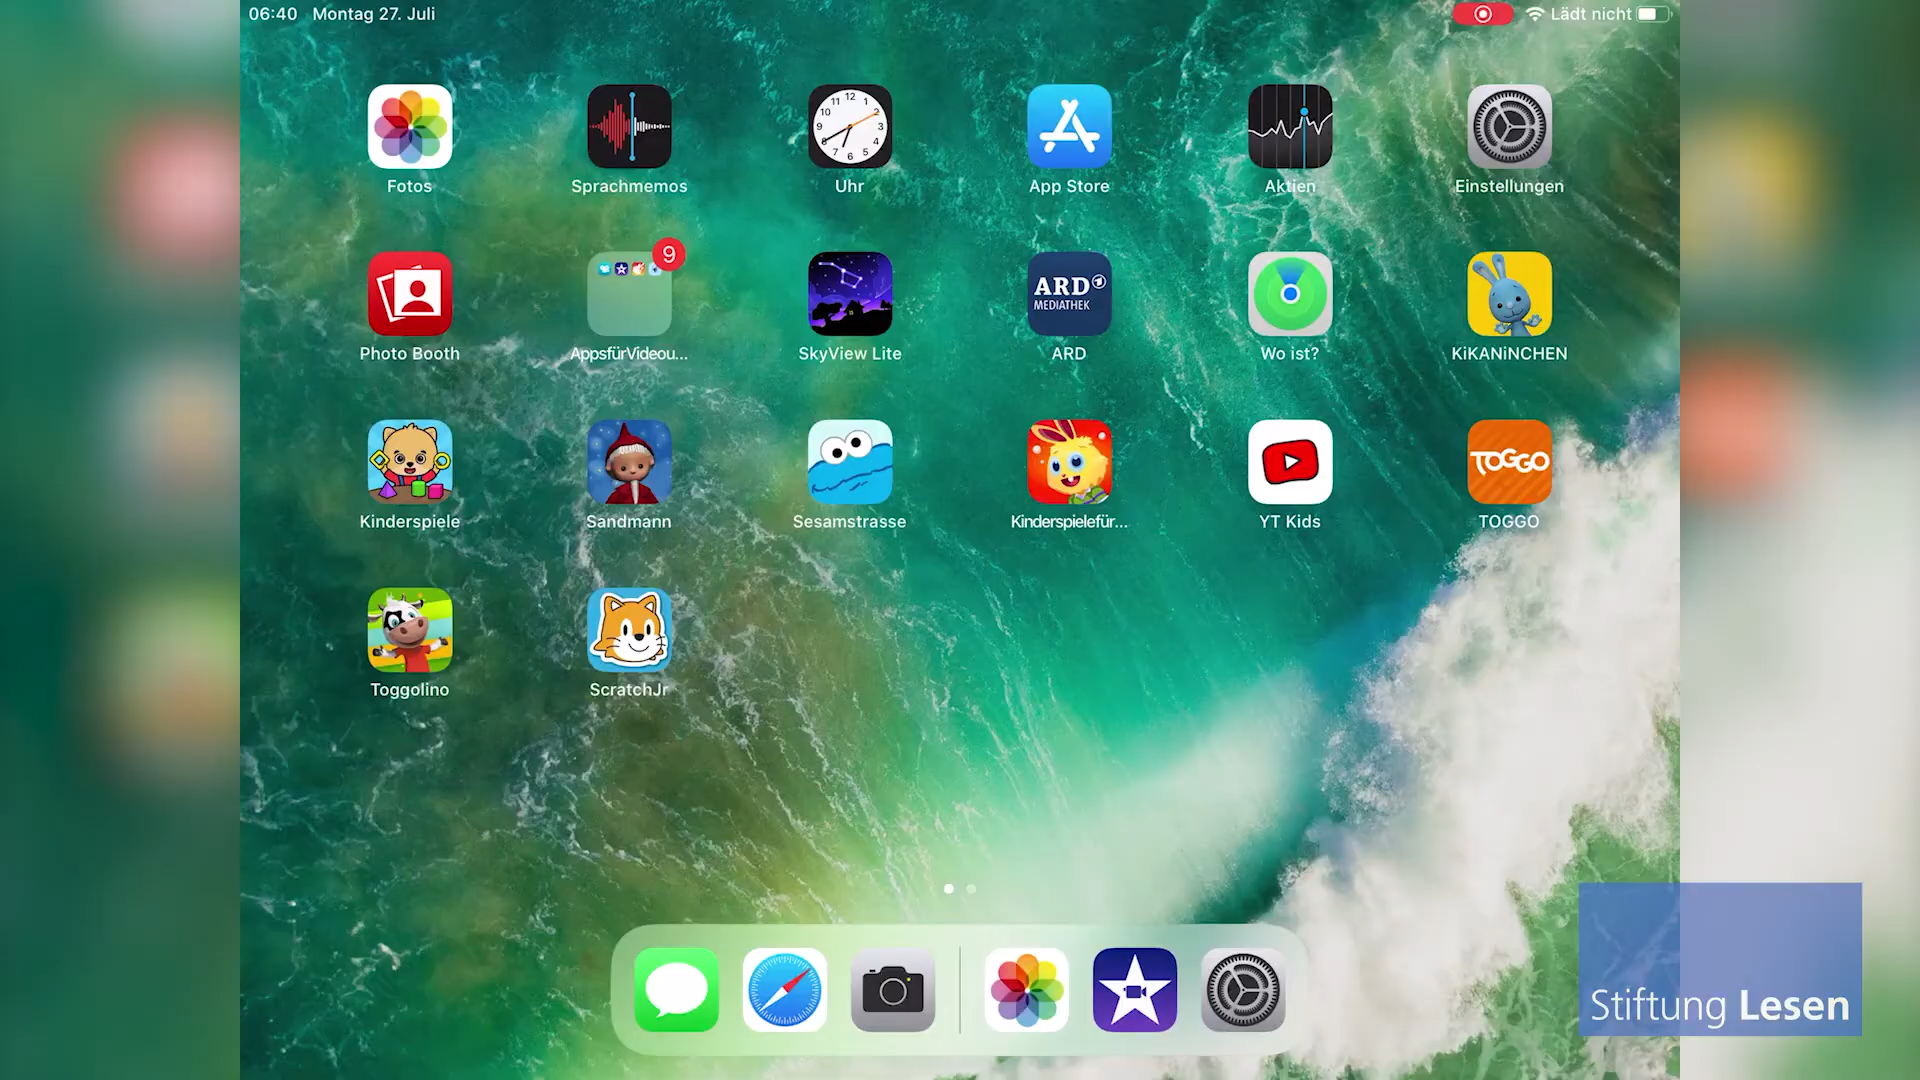 06:40 Montag 27. Juli
Lädt nicht
Fotos
Sprachmemos
Uhr
App Store
Aktien
Einstellungen
9
ARD
MEDIATHEK
Photo Booth
AppsfürVideou...
SkyView Lite
ARD
Wo ist?
KiKANiNCHEN
TOGGO
Kinderspiele
Sandmann
Sesamstrasse
Kinderspielefür...
YT Kids
TOGGO
Toggolino
ScratchJr
Stiftung Lesen